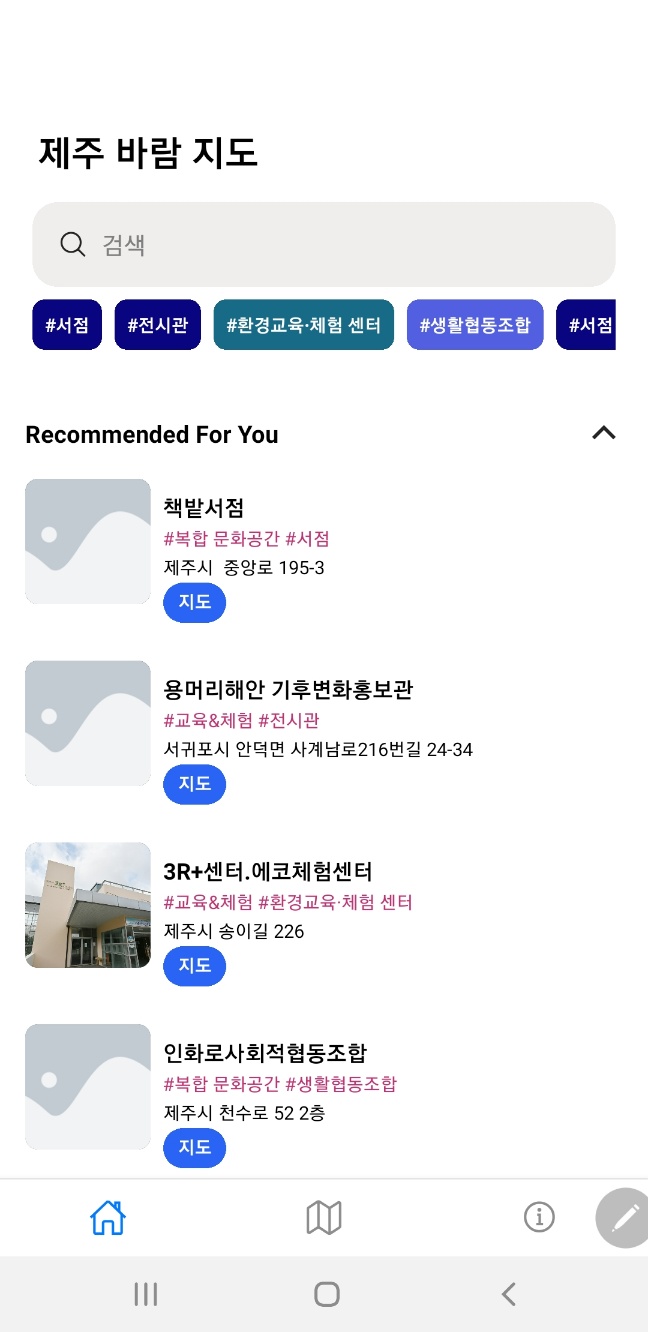 제주 바람 지도
검색
#서점 #전시관 #환경교육·체험 센터 #생활협동조합 #서점
Recommended For You
책밭서점
#복합 문화공간 #서점
제주시 중앙로 195-3
지도
용머리해안 기후변화홍보관
#교육&체험 #전시관
서귀포시 안덕면 사계남로216번길 24-34
지도
3R+센터.에코체험센터
#교육&체험 #환경교육·체험 센터
제주시 송이길 226
지도
인화로사회적협동조합
#복합 문화공간 #생활협동조합
제주시 천수로 52 2층
지도